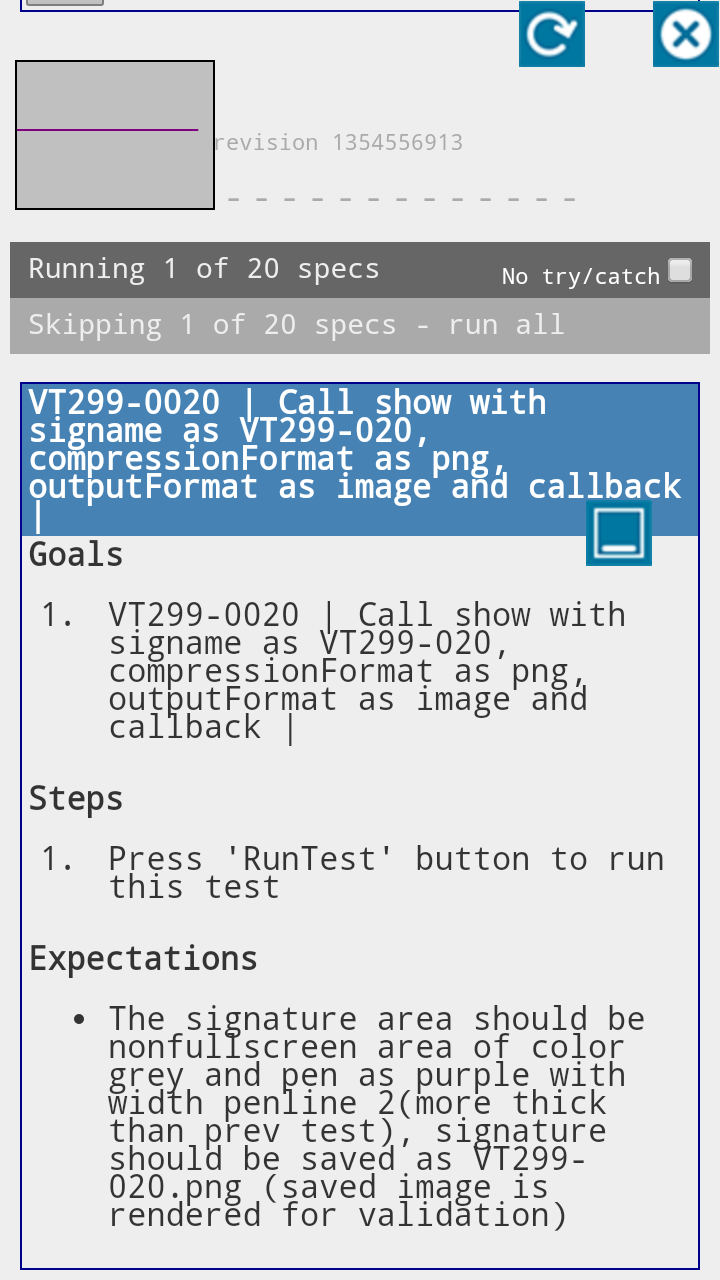 revision 1354556913
Running 1 of 20 specs
No try/catch
Skipping 1 of 20 specs - run all
VT299-0020 | Call show with
signame as VT299-020,
compressionFormat as png,
outputFormat as image and callback
|
Goals
1. VT299-0020 | Call show with
signame as VT299-020,
compressionFormat as png,
outputFormat as image and
callback |
Steps
1. Press 'RunTest' button to run
this test
Expectations
• The signature area should be
nonfullscreen area of color
grey and pen as purple with
width penline 2(more thick
than prev test), signature
should be saved as VT299-
020.png (saved image is
rendered for validation)